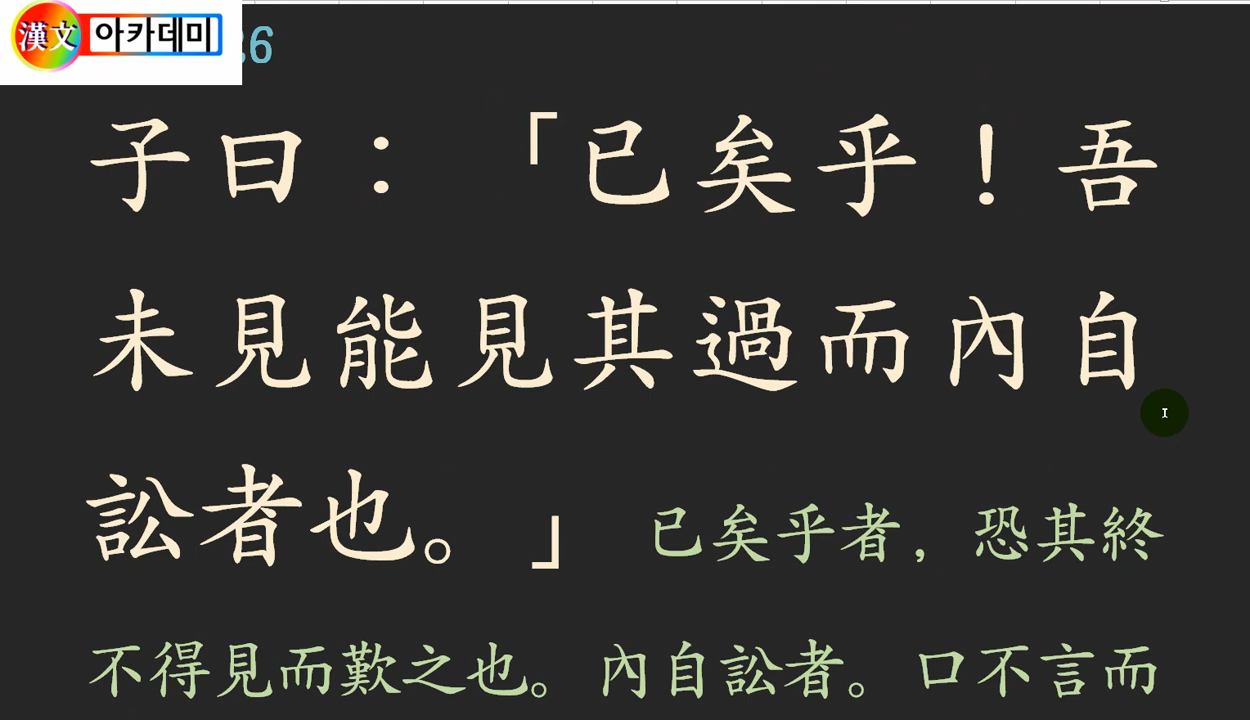 漢文 아카데미
6
子曰：「已矣乎！吾
未見能見其過而內自
訟者也。」 已矣乎者，恐其終
不得見而歎之也。 內自訟者。 口不言而